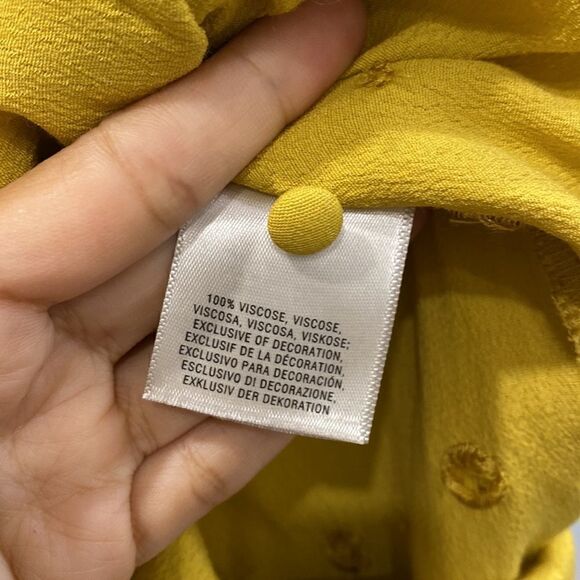 100% VISCOSE, VISCOSE,
VISCOSA, VISCOSA, VISKOSE;
EXCLUSIVE OF DECORATION,
EXCLUSIF DE LA DÉCORATION,
EXCLUSIVO PARA DECORACIÓN,
ESCLUSIVO DI DECORAZIONE,
EXKLUSIV DER DEKORATION